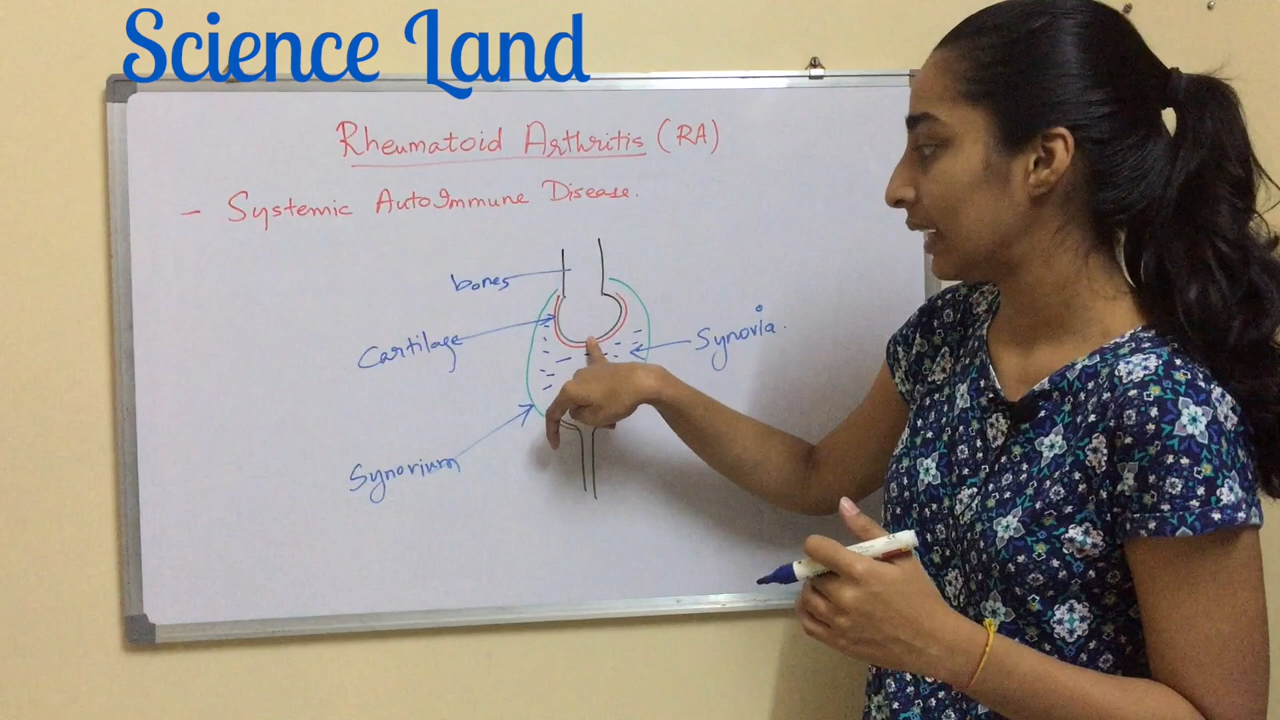 Science Land
Rheumatoid Arthritis (RA)
- Systemic AutoImmune Disease.
bones
Cartilage
Synovia.
Synovium